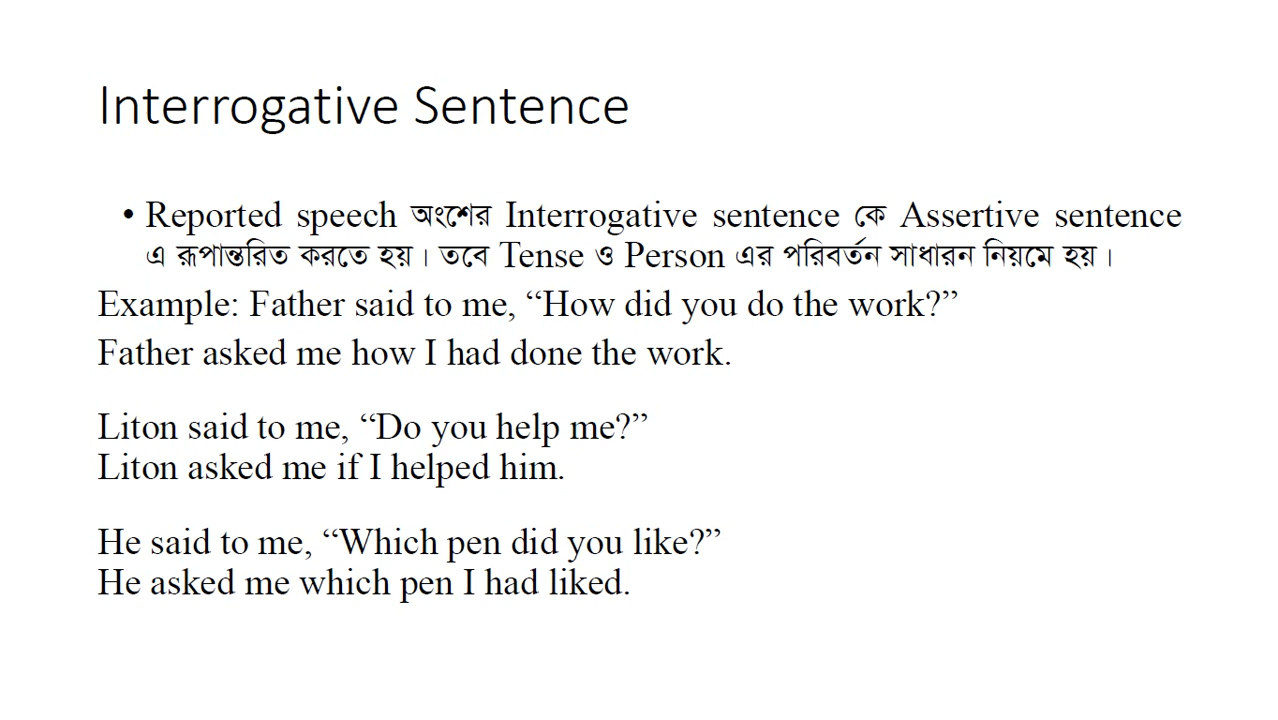 Interrogative Sentence
• Reported speech অংশের Interrogative sentence কে Assertive sentence
এ রূপান্তরিত করতে হয়। তবে Tense ও Person এর পরিবর্তন সাধারন নিয়মে হয়।
Example: Father said to me, “How did you do the work?”
Father asked me how I had done the work.
Liton said to me, “Do you help me?”
Liton asked me if I helped him.
He said to me, “Which pen did you like?”
He asked me which pen I had liked.